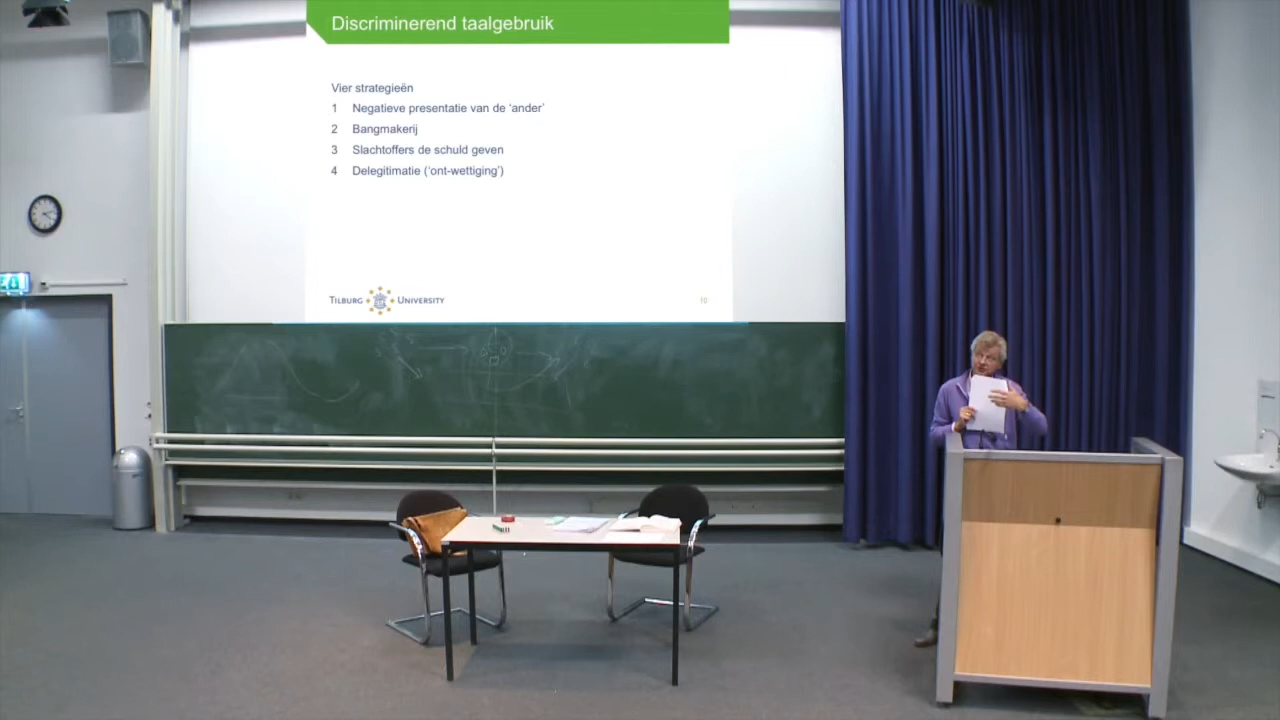 Discriminerend taalgebruik
Vier strategieën
1 Negatieve presentatie van de ‘ander’
2 Bangmakerij
3 Slachtoffers de schuld geven
4 Delegitimatie (‘ont-wettiging’)
TILBURG UNIVERSITY
10